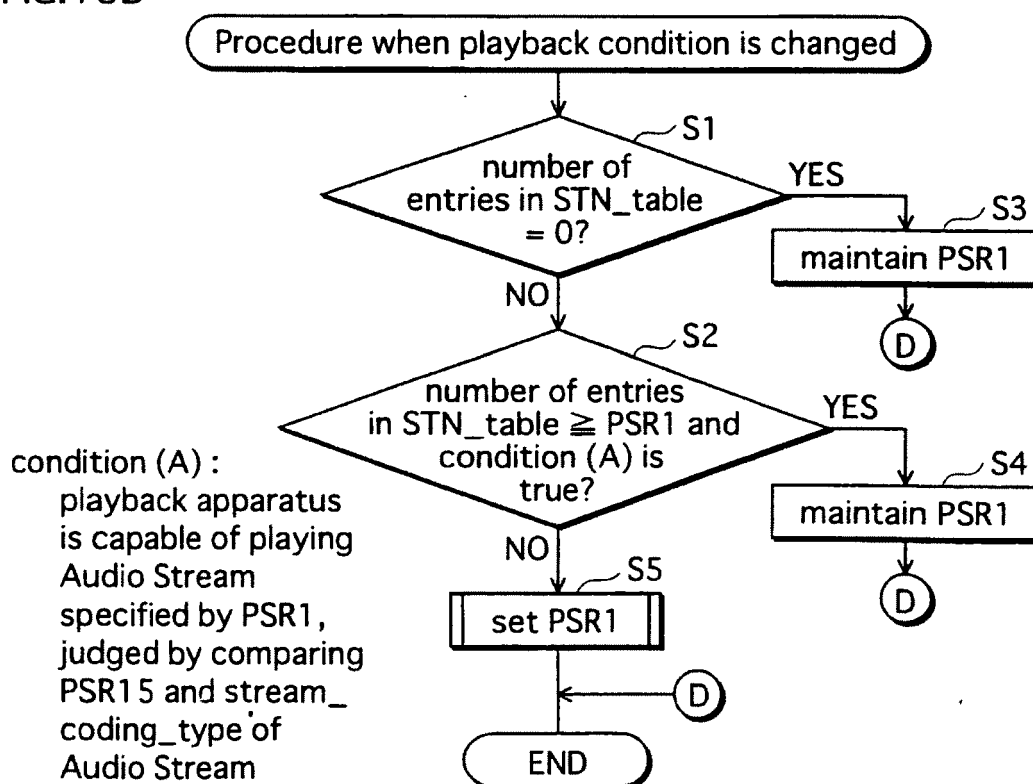 Procedure when playback condition is changed
S1
number of
entries in STN_table
= 0?
YES
S3
maintain PSR1
NO
D
S2
number of entries
in STN_table ≧ PSR1 and
condition (A) is
true?
YES
S4
maintain PSR1
NO
D
S5
set PSR1
D
END
condition (A) :
playback apparatus
is capable of playing
Audio Stream
specified by PSR1,
judged by comparing
PSR15 and stream_
coding_type of
Audio Stream